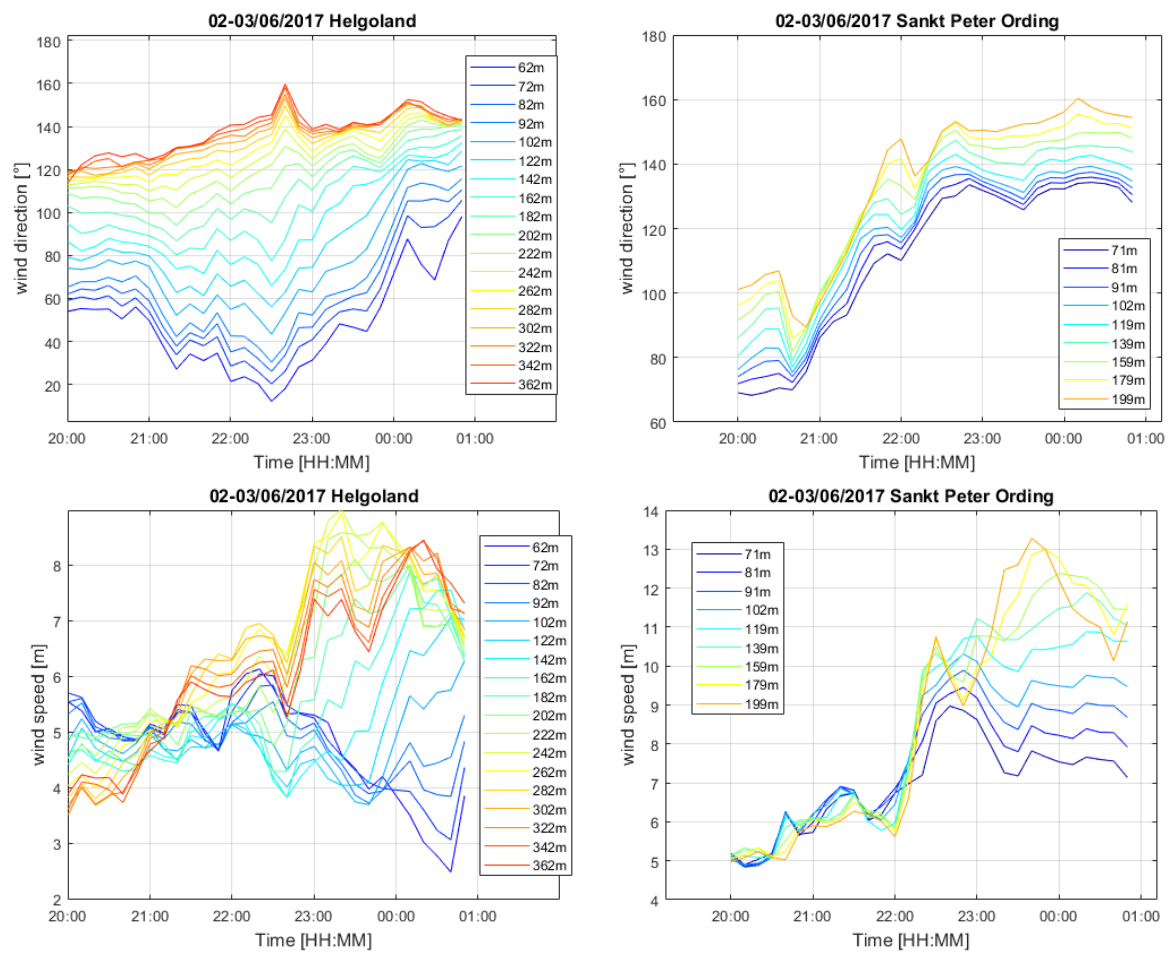 02-03/06/2017 Helgoland
180
160
140
120
100
80
60
40
20
wind direction [°]
20:00 21:00 22:00 23:00 00:00 01:00
Time [HH:MM]
62m
72m
82m
92m
102m
122m
142m
162m
182m
202m
222m
242m
262m
282m
302m
322m
342m
362m
02-03/06/2017 Sankt Peter Ording
180
160
140
120
100
80
60
wind direction [°]
20:00 21:00 22:00 23:00 00:00 01:00
Time [HH:MM]
71m
81m
91m
102m
119m
139m
159m
179m
199m
02-03/06/2017 Helgoland
8
7
6
5
4
3
2
wind speed [m]
20:00 21:00 22:00 23:00 00:00 01:00
Time [HH:MM]
62m
72m
82m
92m
102m
122m
142m
162m
182m
202m
222m
242m
262m
282m
302m
322m
342m
362m
02-03/06/2017 Sankt Peter Ording
14
13
12
11
10
9
8
7
6
5
4
wind speed [m]
20:00 21:00 22:00 23:00 00:00 01:00
Time [HH:MM]
71m
81m
91m
102m
119m
139m
159m
179m
199m